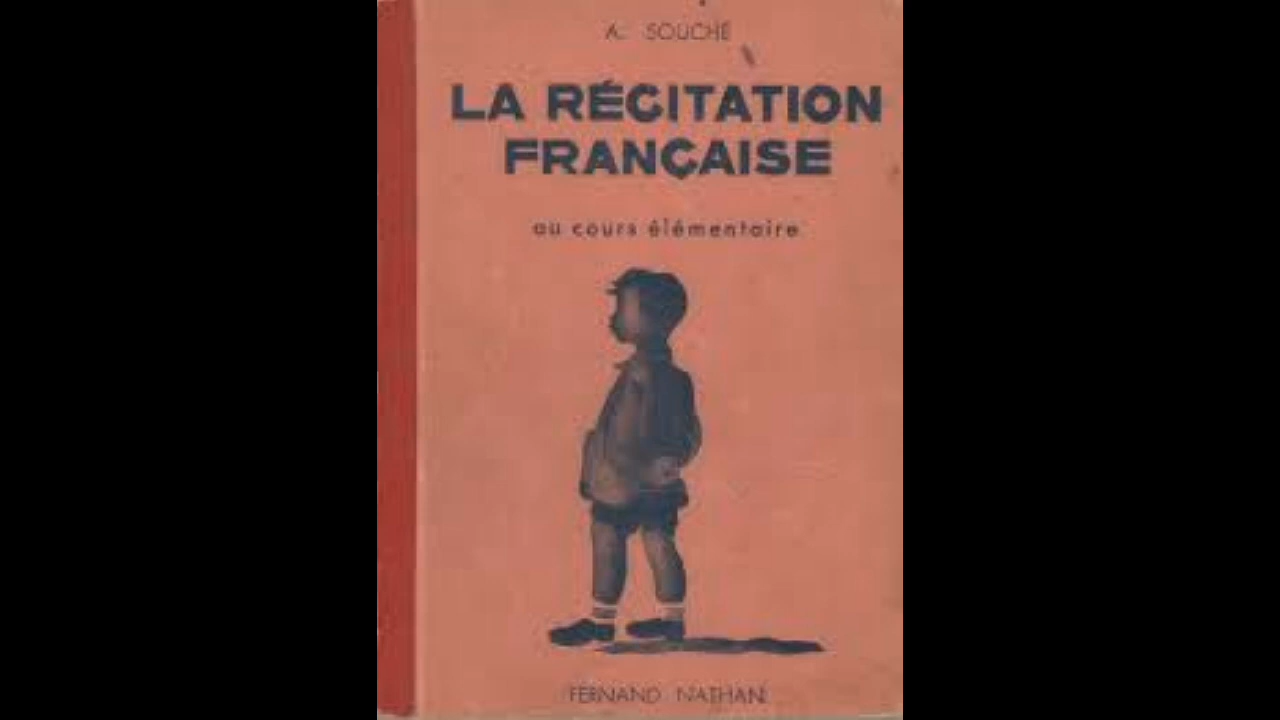 A. SOUCHÉ
LA RÉCITATION
FRANÇAISE
au cours élémentaire
FERNAND NATHAN